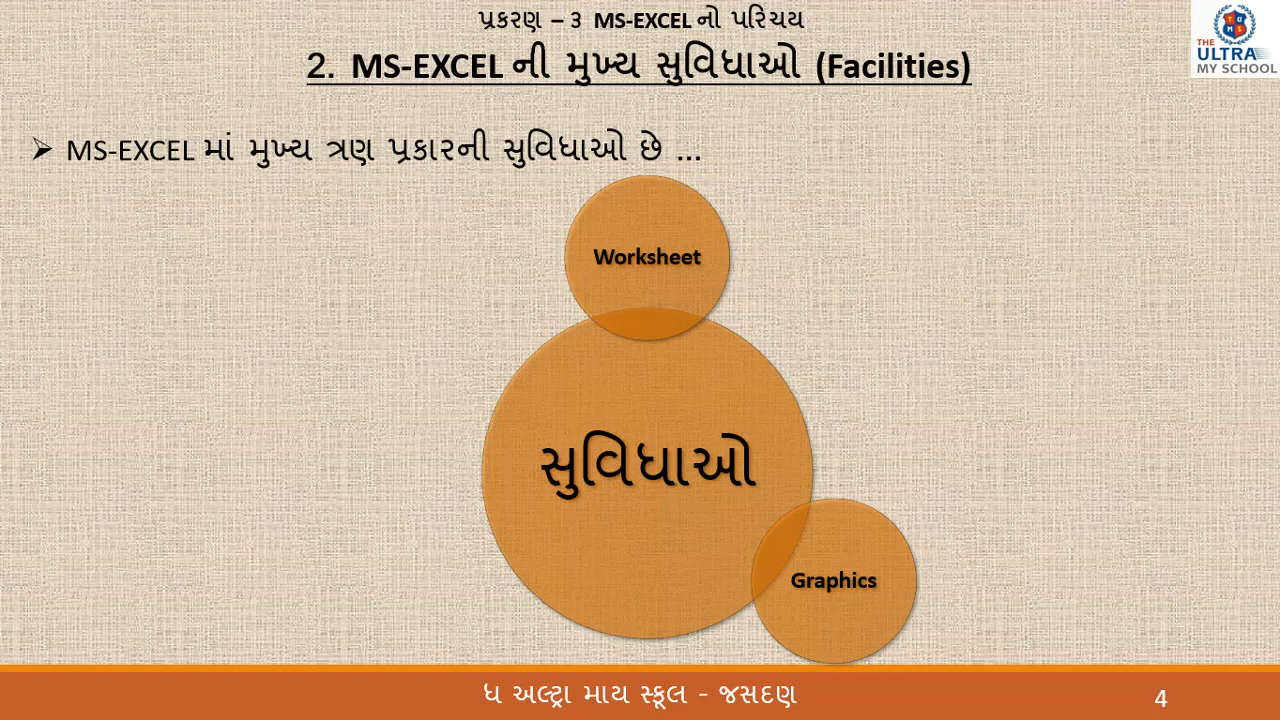 પ્રકરણ – ૩ MS-EXCEL નો પરિચય
2. MS-EXCEL ની મુખ્ય સુવિધાઓ (Facilities)
THE
ULTRA
MY SCHOOL
➢ MS-EXCEL માં મુખ્ય ત્રણ પ્રકારની સુવિધાઓ છે ...
Worksheet
સુવિધાઓ
Graphics
ધ અલ્ટ્રા માય સ્કૂલ - જસદણ
4